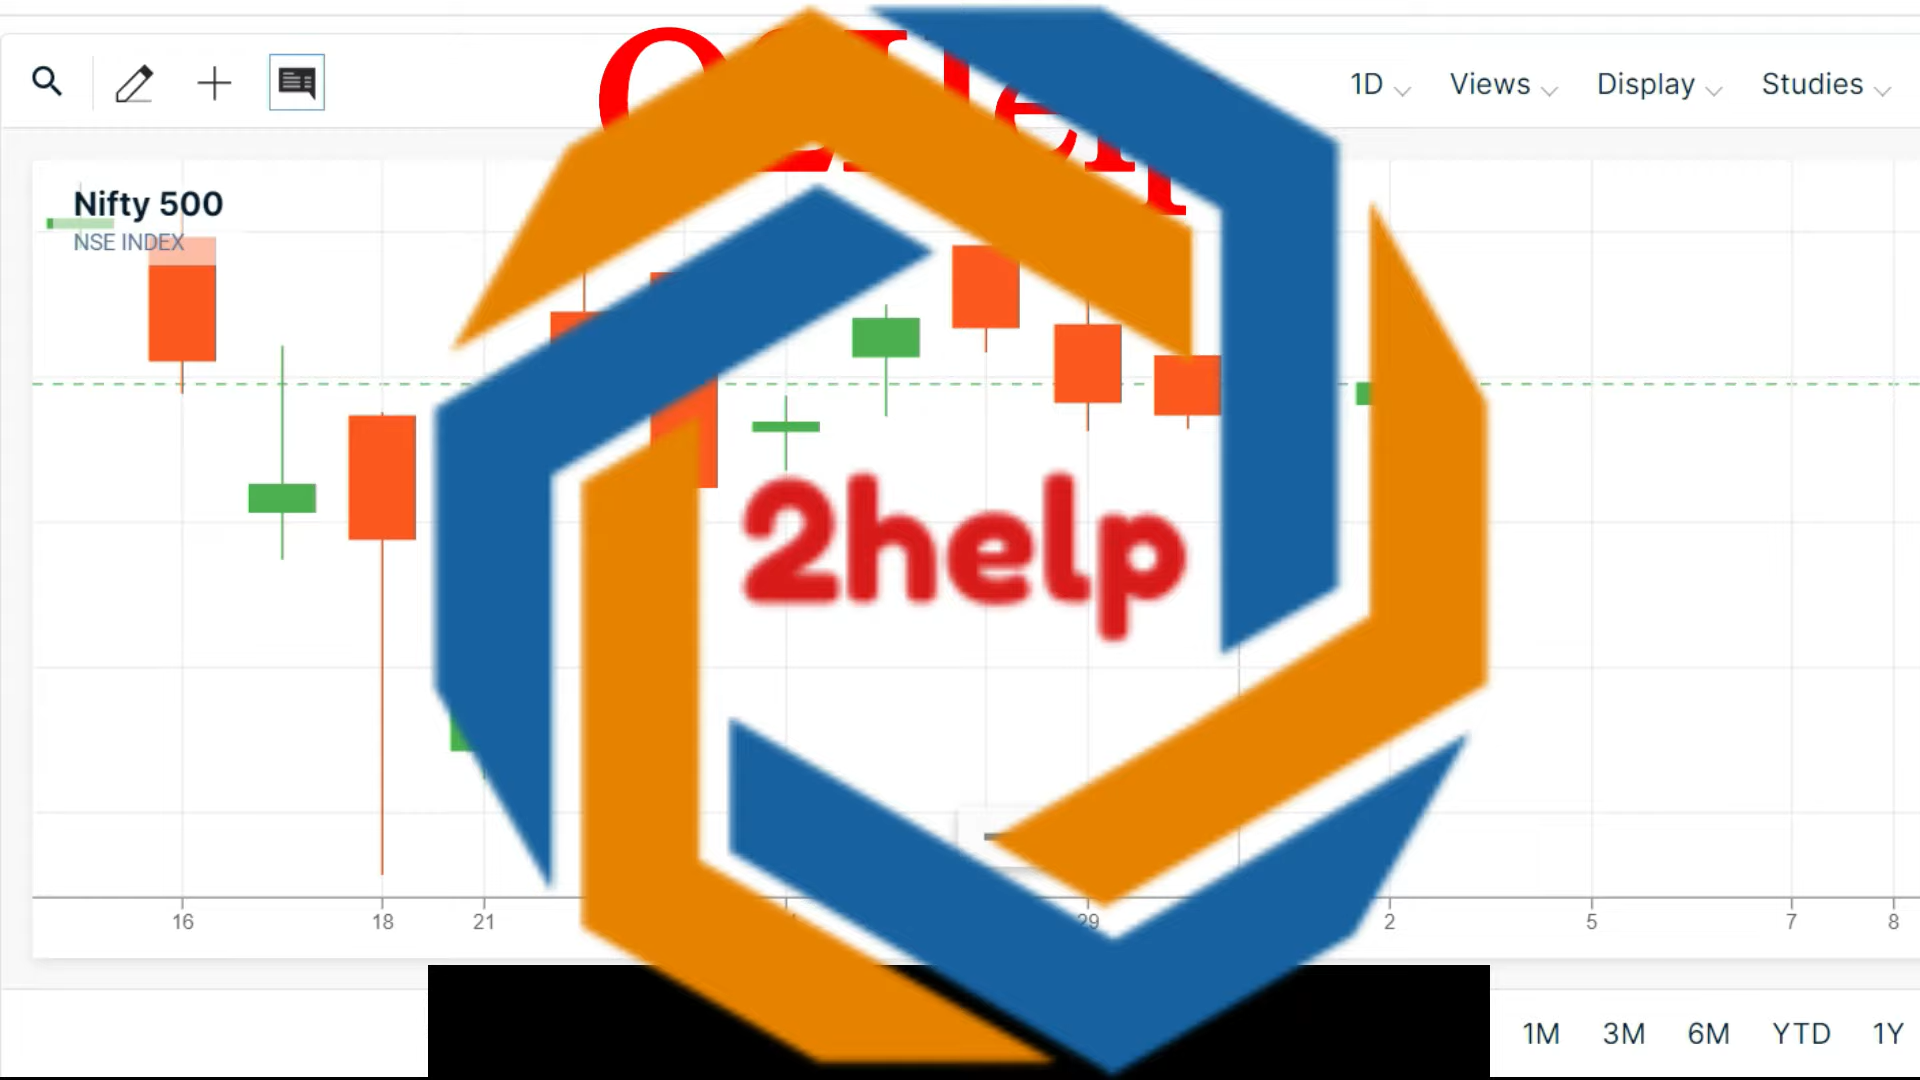 1D Views Display Studies
Nifty 500
NSE INDEX
2help
16 18 21 29 2 5 7 8
1M 3M 6M YTD 1Y